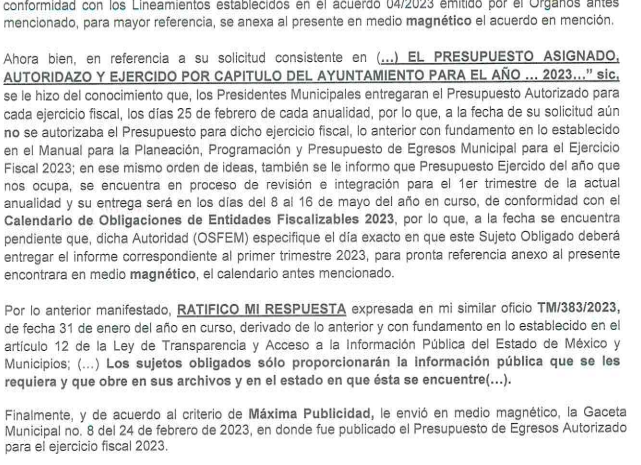 conformidad con los Lineamientos establecidos en el acuerdo 04/2023 emitido por el Órganos antes
mencionado, para mayor referencia, se anexa al presente en medio magnético el acuerdo en mención.
Ahora bien, en referencia a su solicitud consistente en (...) EL PRESUPUESTO ASIGNADO,
AUTORIDAZO Y EJERCIDO POR CAPITULO DEL AYUNTAMIENTO PARA EL AÑO ... 2023..." sic,
se le hizo del conocimiento que, los Presidentes Municipales entregaran el Presupuesto Autorizado para
cada ejercicio fiscal, los días 25 de febrero de cada anualidad, por lo que, a la fecha de su solicitud aún
no se autorizaba el Presupuesto para dicho ejercicio fiscal, lo anterior con fundamento en lo establecido
en el Manual para la Planeación, Programación y Presupuesto de Egresos Municipal para el Ejercicio
Fiscal 2023; en ese mismo orden de ideas, también se le informo que Presupuesto Ejercido del año que
nos ocupa, se encuentra en proceso de revisión e integración para el 1er trimestre de la actual
anualidad y su entrega será en los días del 8 al 16 de mayo del año en curso, de conformidad con el
Calendario de Obligaciones de Entidades Fiscalizables 2023, por lo que, a la fecha se encuentra
pendiente que, dicha Autoridad (OSFEM) especifique el día exacto en que este Sujeto Obligado deberá
entregar el informe correspondiente al primer trimestre 2023, para pronta referencia anexo al presente
encontrara en medio magnético, el calendario antes mencionado.
Por lo anterior manifestado, RATIFICO MI RESPUESTA expresada en mi similar oficio TM/383/2023,
de fecha 31 de enero del año en curso, derivado de lo anterior y con fundamento en lo establecido en el
artículo 12 de la Ley de Transparencia y Acceso a la Información Pública del Estado de México y
Municipios; (...) Los sujetos obligados sólo proporcionarán la información pública que se les
requiera y que obre en sus archivos y en el estado en que ésta se encuentre(...).
Finalmente, y de acuerdo al criterio de Máxima Publicidad, le envió en medio magnético, la Gaceta
Municipal no. 8 del 24 de febrero de 2023, en donde fue publicado el Presupuesto de Egresos Autorizado
para el ejercicio fiscal 2023.